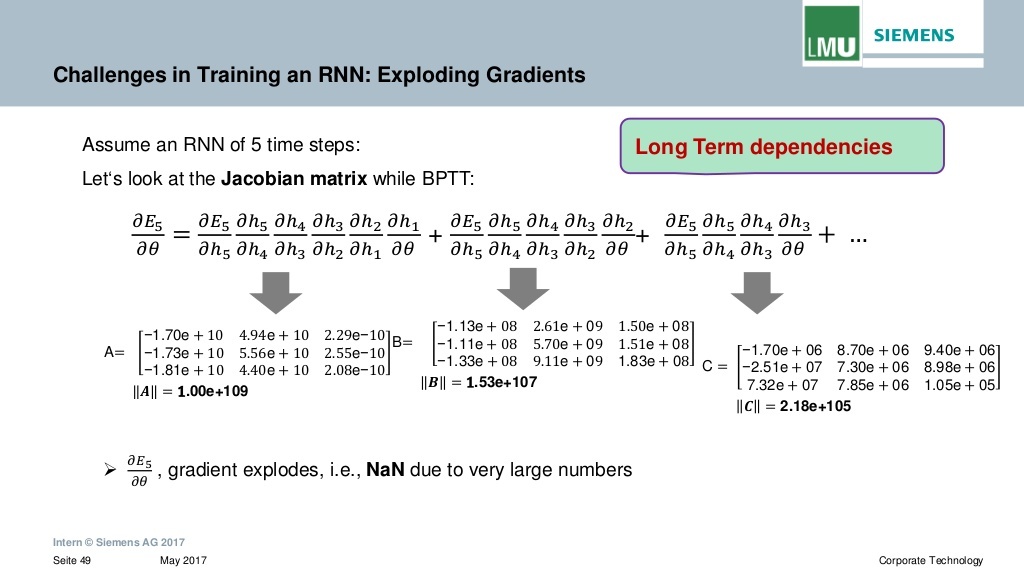 LMU
SIEMENS
Challenges in Training an RNN: Exploding Gradients
Assume an RNN of 5 time steps:
Long Term dependencies
Let‘s look at the Jacobian matrix while BPTT:
∂E₅/∂θ = ∂E₅/∂h₅ ∂h₅/∂h₄ ∂h₄/∂h₃ ∂h₃/∂h₂ ∂h₂/∂h₁ ∂h₁/∂θ + ∂E₅/∂h₅ ∂h₅/∂h₄ ∂h₄/∂h₃ ∂h₃/∂h₂ ∂h₂/∂θ + ∂E₅/∂h₅ ∂h₅/∂h₄ ∂h₄/∂h₃ ∂h₃/∂θ + ...
A=
−1.70e + 10 4.94e + 10 2.29e−10
−1.73e + 10 5.56e + 10 2.55e−10
−1.81e + 10 4.40e + 10 2.08e−10
‖A‖ = 1.00e+109
B=
−1.13e + 08 2.61e + 09 1.50e + 08
−1.11e + 08 5.70e + 09 1.51e + 08
−1.33e + 08 9.11e + 09 1.83e + 08
‖B‖ = 1.53e+107
C =
−1.70e + 06 8.70e + 06 9.40e + 06
−2.51e + 07 7.30e + 06 8.98e + 06
7.32e + 07 7.85e + 06 1.05e + 05
‖C‖ = 2.18e+105
➢ ∂E₅/∂θ , gradient explodes, i.e., NaN due to very large numbers
Intern © Siemens AG 2017
Seite 49 May 2017 Corporate Technology